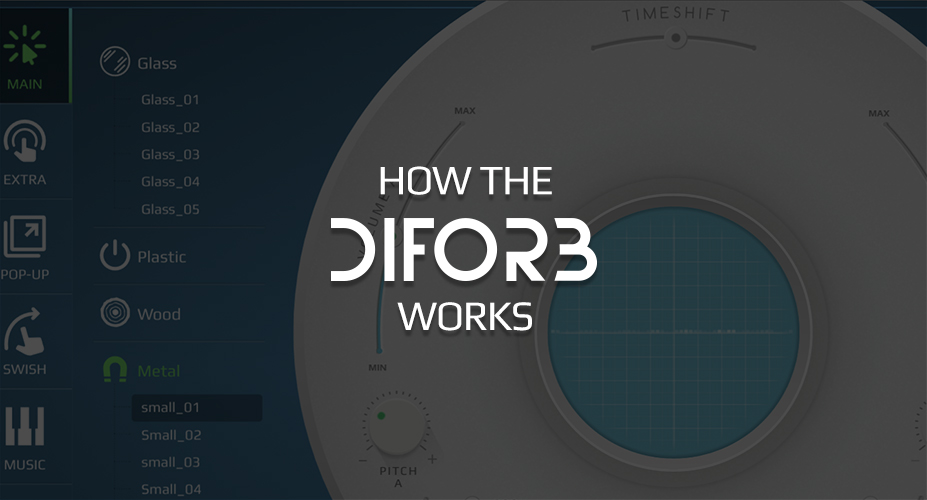 TIMESHIFT
MAIN
EXTRA
POP-UP
SWISH
MUSIC
Glass
Glass_01
Glass_02
Glass_03
Glass_04
Glass_05
Plastic
Wood
Metal
small_01
Small_02
small_03
Small_04
MAX
MAX
HOW THE
DIFORB
WORKS
MIN
PITCH
A